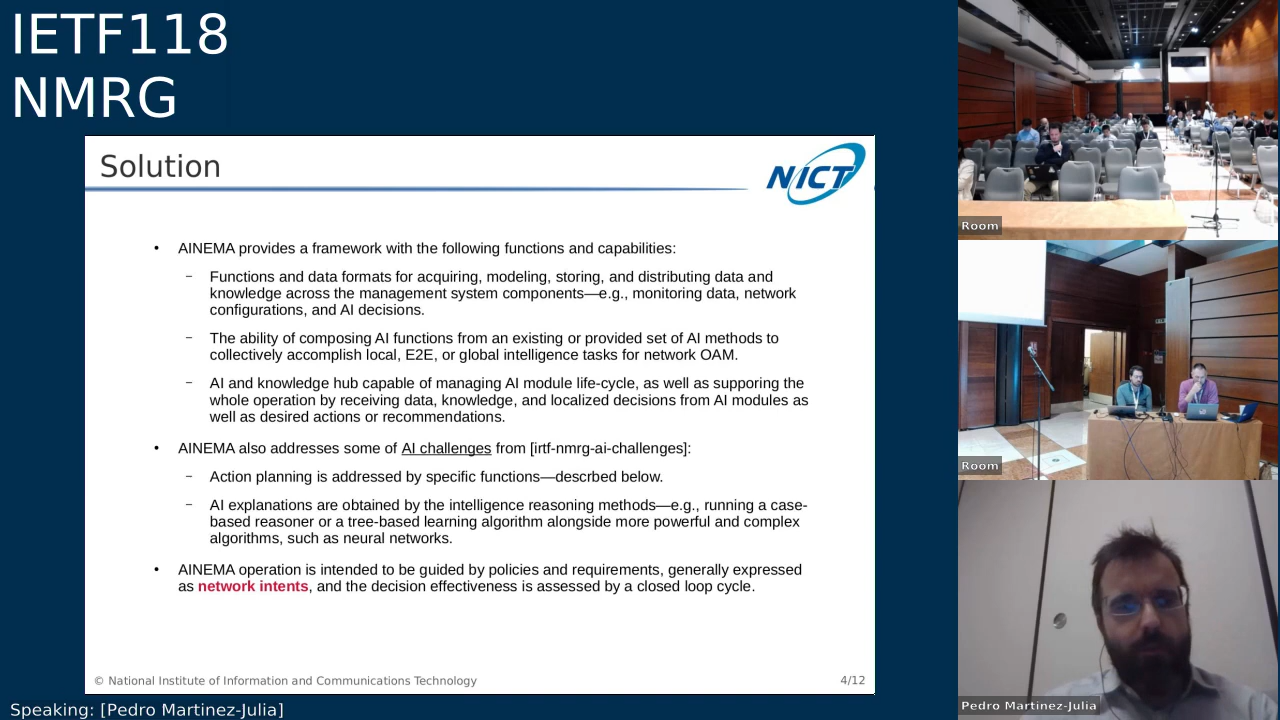 IETF118
NMRG
Solution
NICT
• AINEMA provides a framework with the following functions and capabilities:
– Functions and data formats for acquiring, modeling, storing, and distributing data and
knowledge across the management system components—e.g., monitoring data, network
configurations, and AI decisions.
– The ability of composing AI functions from an existing or provided set of AI methods to
collectively accomplish local, E2E, or global intelligence tasks for network OAM.
– AI and knowledge hub capable of managing AI module life-cycle, as well as supporing the
whole operation by receiving data, knowledge, and localized decisions from AI modules as
well as desired actions or recommendations.
• AINEMA also addresses some of AI challenges from [irtf-nmrg-ai-challenges]:
– Action planning is addressed by specific functions—descrbed below.
– AI explanations are obtained by the intelligence reasoning methods—e.g., running a case-
based reasoner or a tree-based learning algorithm alongside more powerful and complex
algorithms, such as neural networks.
• AINEMA operation is intended to be guided by policies and requirements, generally expressed
as network intents, and the decision effectiveness is assessed by a closed loop cycle.
© National Institute of Information and Communications Technology
4/12
Speaking: [Pedro Martinez-Julia]
Room
Room
Pedro Martinez-Julia